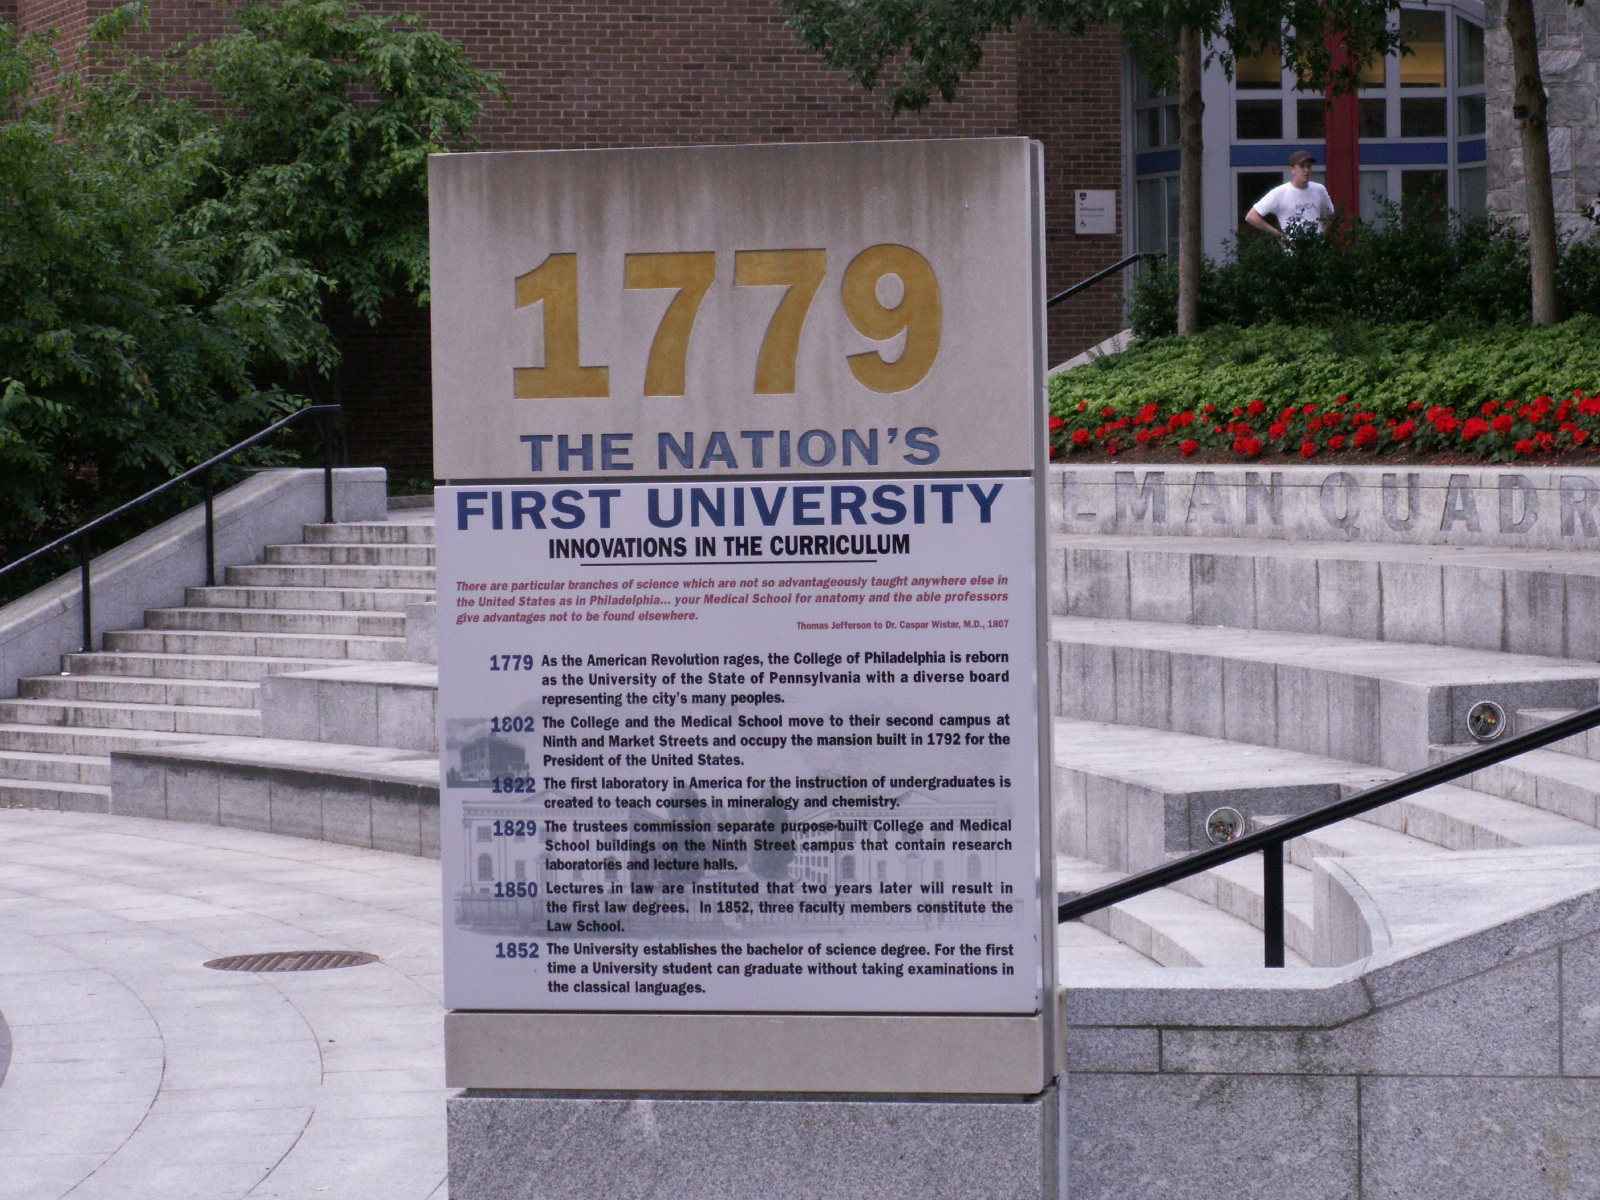 1779
THE NATION'S
FIRST UNIVERSITY
INNOVATIONS IN THE CURRICULUM
There are particular branches of science which are not so advantageously taught anywhere else in
the United States as in Philadelphia... your Medical School for anatomy and the able professors
give advantages not to be found elsewhere.
Thomas Jefferson to Dr. Caspar Wistar, M.D., 1807
1779 As the American Revolution rages, the College of Philadelphia is reborn
as the University of the State of Pennsylvania with a diverse board
representing the city's many peoples.
1802 The College and the Medical School move to their second campus at
Ninth and Market Streets and occupy the mansion built in 1792 for the
President of the United States.
1822 The first laboratory in America for the instruction of undergraduates is
created to teach courses in mineralogy and chemistry.
1829 The trustees commission separate purpose-built College and Medical
School buildings on the Ninth Street campus that contain research
laboratories and lecture halls.
1850 Lectures in law are instituted that two years later will result in
the first law degrees. In 1852, three faculty members constitute the
Law School.
1852 The University establishes the bachelor of science degree. For the first
time a University student can graduate without taking examinations in
the classical languages.
LMAN QUADR
RVCA